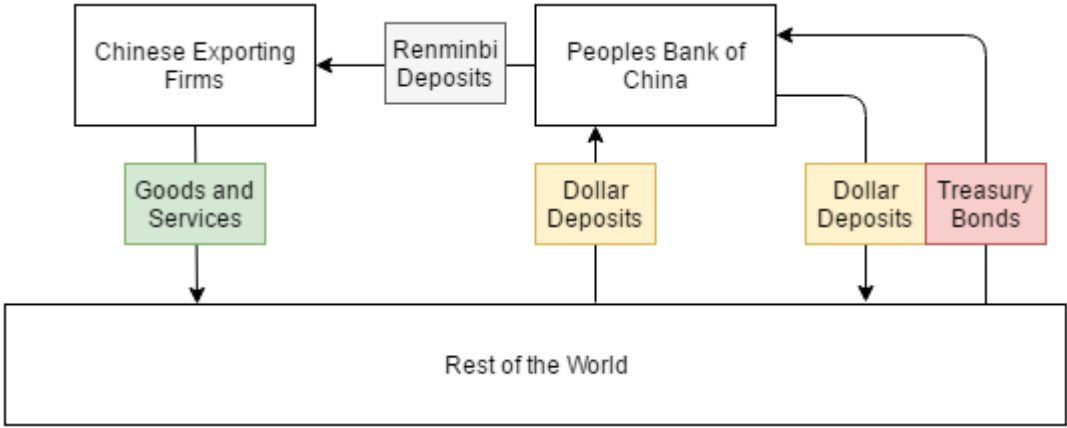 Chinese Exporting
Firms
Renminbi
Deposits
Peoples Bank of
China
Goods and
Services
Dollar
Deposits
Dollar
Deposits
Treasury
Bonds
Rest of the World